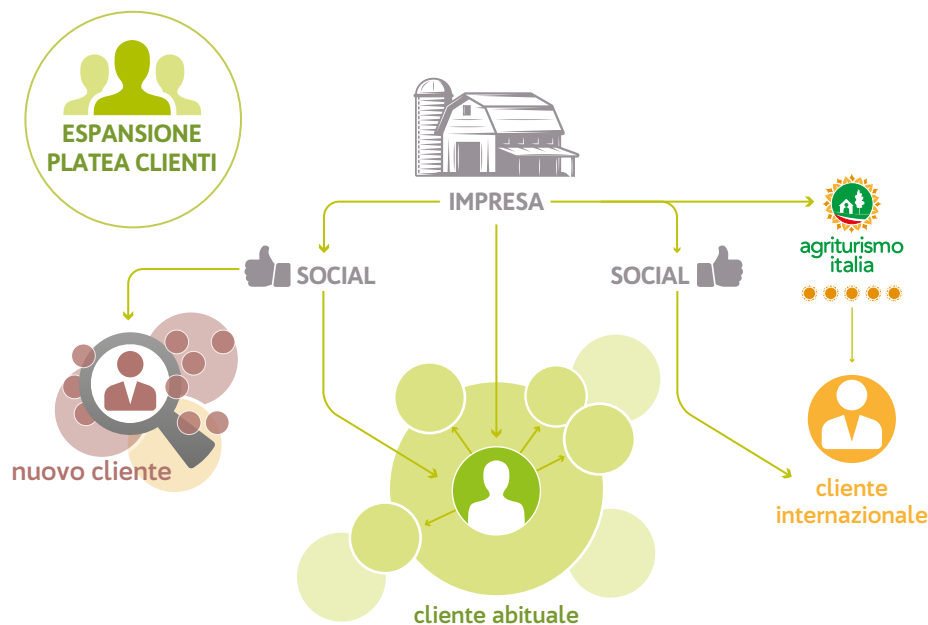 ESPANSIONE
PLATEA CLIENTI
IMPRESA
SOCIAL
SOCIAL
agriturismo
italia
nuovo cliente
cliente
internazionale
cliente abituale